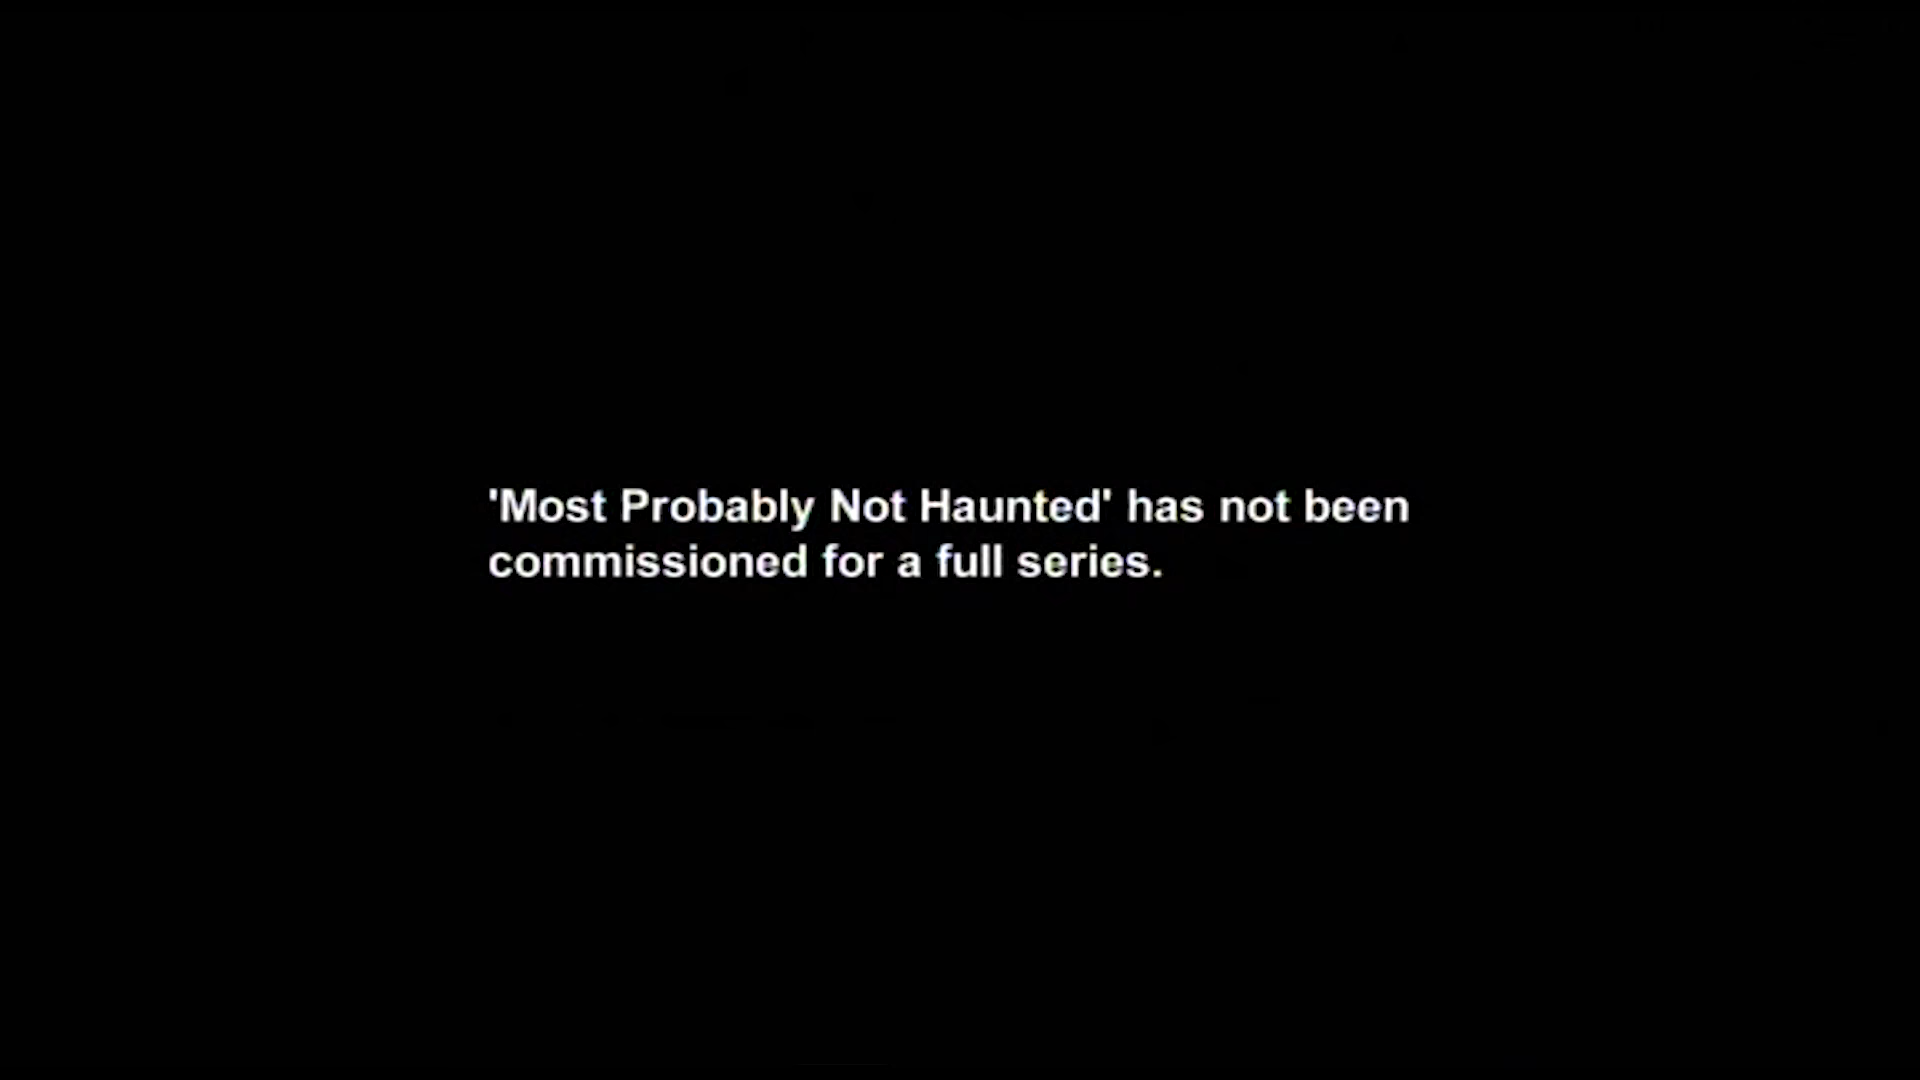 'Most Probably Not Haunted' has not been
commissioned for a full series.